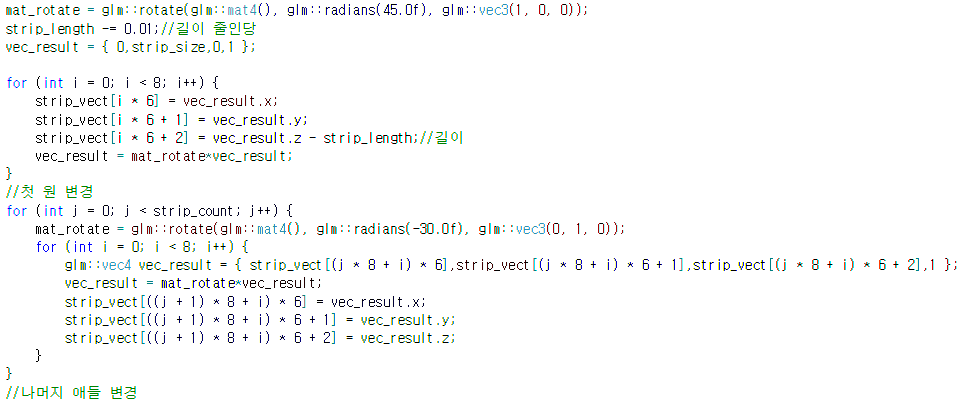 mat_rotate = glm::rotate(glm::mat4(), glm::radians(45.0f), glm::vec3(1, 0, 0));
strip_length -= 0.01;//길이 줄인당
vec_result = { 0,strip_size,0,1 };
for (int i = 0; i < 8; i++) {
strip_vect[i * 6] = vec_result.x;
strip_vect[i * 6 + 1] = vec_result.y;
strip_vect[i * 6 + 2] = vec_result.z - strip_length;//길이
vec_result = mat_rotate*vec_result;
}
//첫 원 변경
for (int j = 0; j < strip_count; j++) {
mat_rotate = glm::rotate(glm::mat4(), glm::radians(-30.0f), glm::vec3(0, 1, 0));
for (int i = 0; i < 8; i++) {
glm::vec4 vec_result = { strip_vect[(j * 8 + i) * 6],strip_vect[(j * 8 + i) * 6 + 1],strip_vect[(j * 8 + i) * 6 + 2],1 };
vec_result = mat_rotate*vec_result;
strip_vect[((j + 1) * 8 + i) * 6] = vec_result.x;
strip_vect[((j + 1) * 8 + i) * 6 + 1] = vec_result.y;
strip_vect[((j + 1) * 8 + i) * 6 + 2] = vec_result.z;
}
}
//나머지 애들 변경